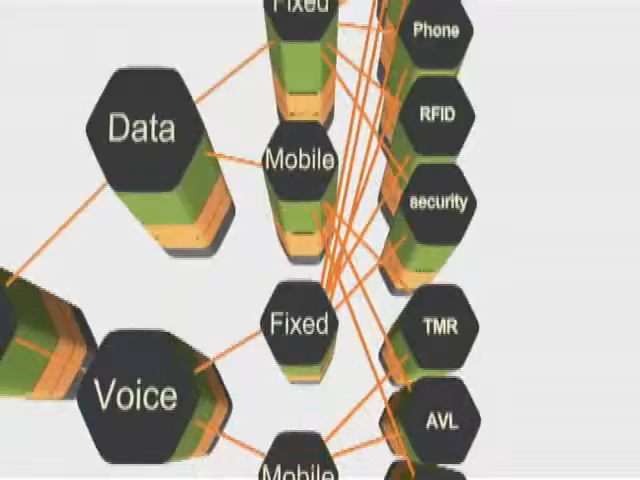 Fixed
Phone
Data
RFID
Mobile
security
Fixed
TMR
Voice
AVL
Mobile